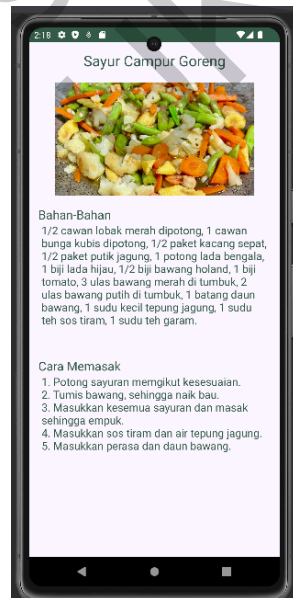 2:18
Sayur Campur Goreng
Bahan-Bahan
1/2 cawan lobak merah dipotong, 1 cawan
bunga kubis dipotong, 1/2 paket kacang sepat,
1/2 paket putik jagung, 1 potong lada bengala,
1 biji lada hijau, 1/2 biji bawang holand, 1 biji
tomato, 3 ulas bawang merah di tumbuk, 2
ulas bawang putih di tumbuk, 1 batang daun
bawang, 1 sudu kecil tepung jagung, 1 sudu
teh sos tiram, 1 sudu teh garam.
Cara Memasak
1. Potong sayuran memgikut kesesuaian.
2. Tumis bawang, sehingga naik bau.
3. Masukkan kesemua sayuran dan masak
sehingga empuk.
4. Masukkan sos tiram dan air tepung jagung.
5. Masukkan perasa dan daun bawang.